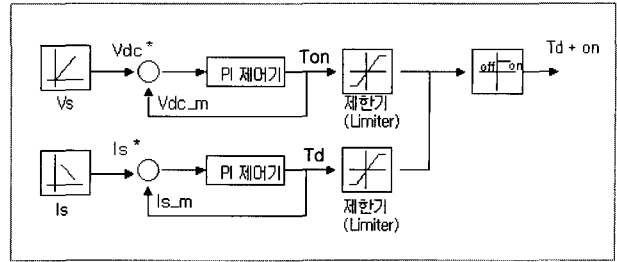 Vdc *
Vs
PI 제어기
Vdc_m
Ton
제한기
(Limiter)
off on
Td + on
Is *
Is
PI 제어기
Is_m
Td
제한기
(Limiter)